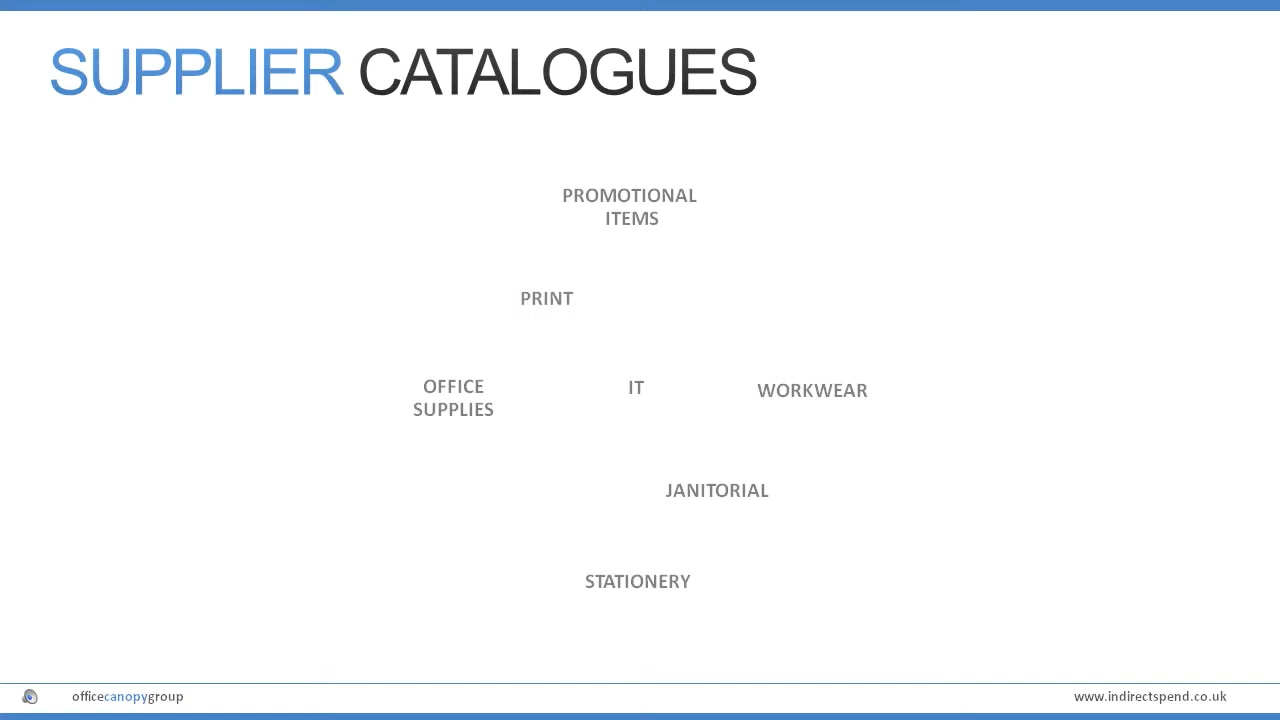 SUPPLIER CATALOGUES
PROMOTIONAL
ITEMS
PRINT
OFFICE
SUPPLIES
IT
WORKWEAR
JANITORIAL
STATIONERY
officecanopygroup
www.indirectspend.co.uk